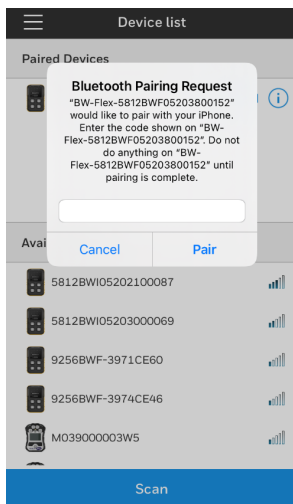 Device list
Paired Devices
Bluetooth Pairing Request
"BW-Flex-5812BWF05203800152"
would like to pair with your iPhone.
Enter the code shown on "BW-
Flex-5812BWF05203800152". Do not
do anything on "BW-
Flex-5812BWF05203800152" until
pairing is complete.
Cancel
Pair
Avai
5812BWI05202100087
5812BWI05203000069
9256BWF-3971CE60
9256BWF-3974CE46
M039000003W5
Scan